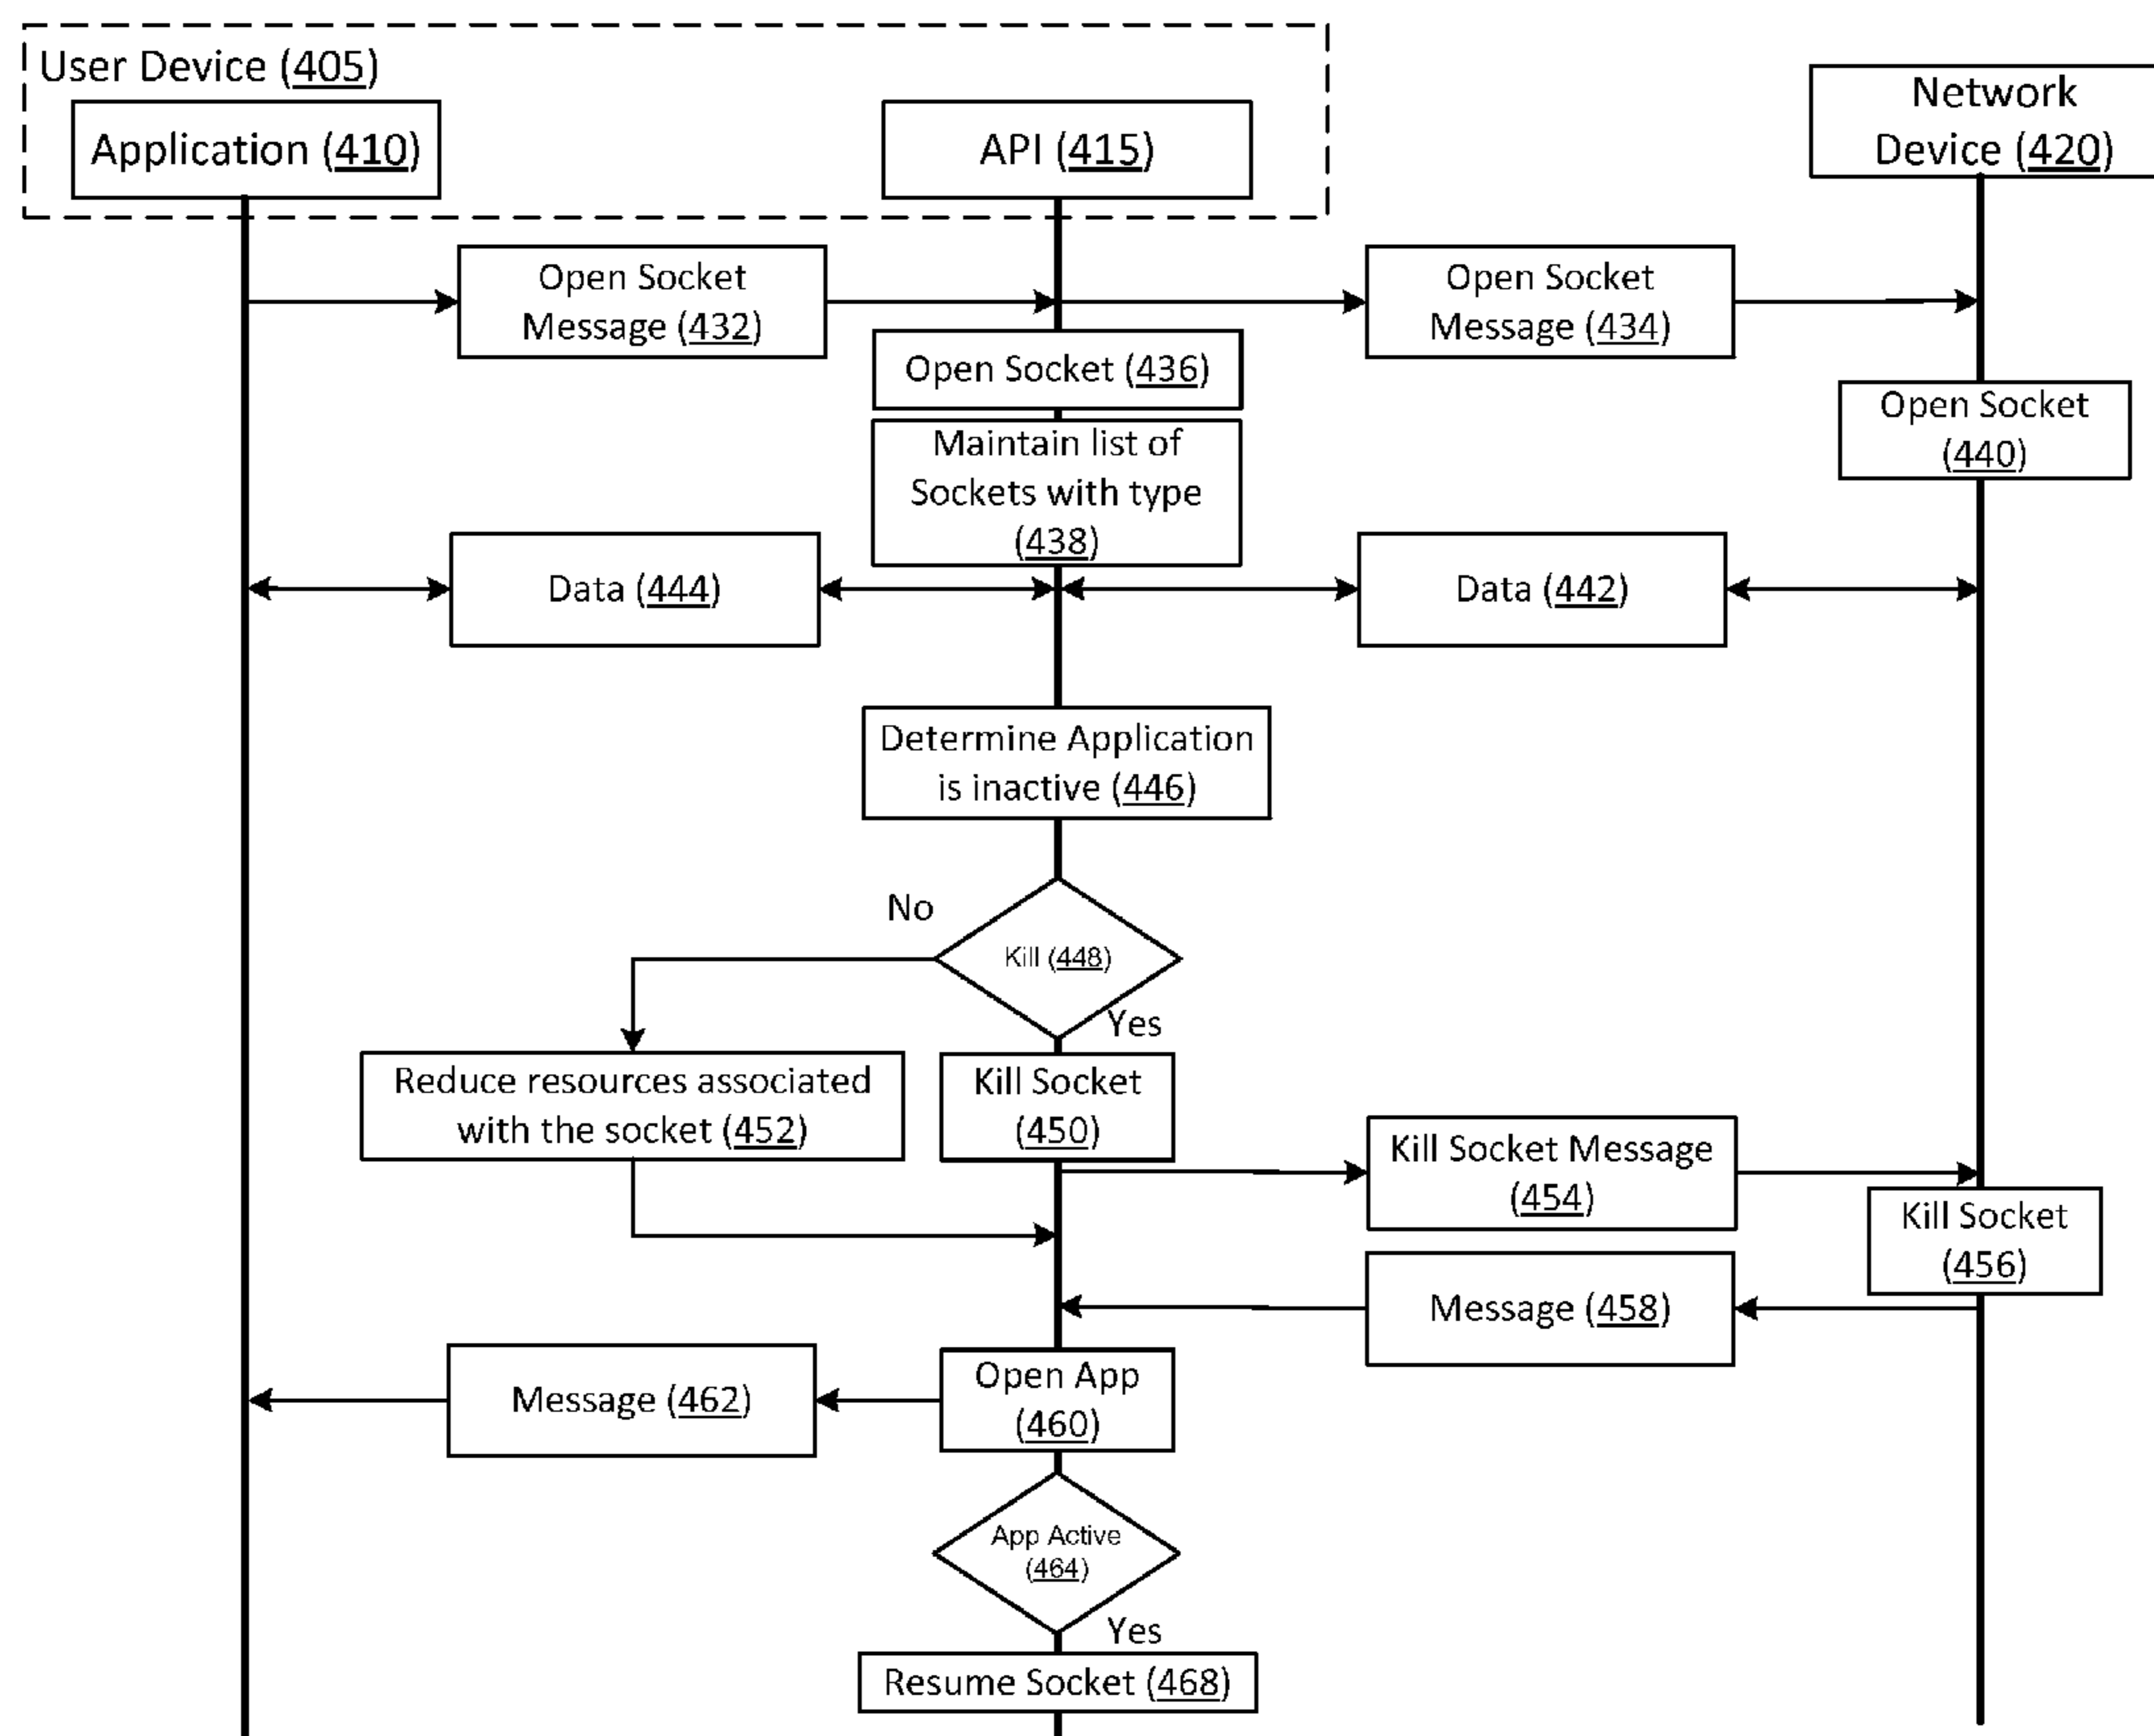 User Device (405)
Application (410)
API (415)
Network
Device (420)
Open Socket
Message (432)
Open Socket
Message (434)
Open Socket (436)
Open Socket
(440)
Maintain list of
Sockets with type
(438)
Data (444)
Data (442)
Determine Application
is inactive (446)
No
Kill (448)
Yes
Reduce resources associated
with the socket (452)
Kill Socket
(450)
Kill Socket Message
(454)
Kill Socket
(456)
Message (458)
Open App
(460)
Message (462)
App Active
(464)
Yes
Resume Socket (468)